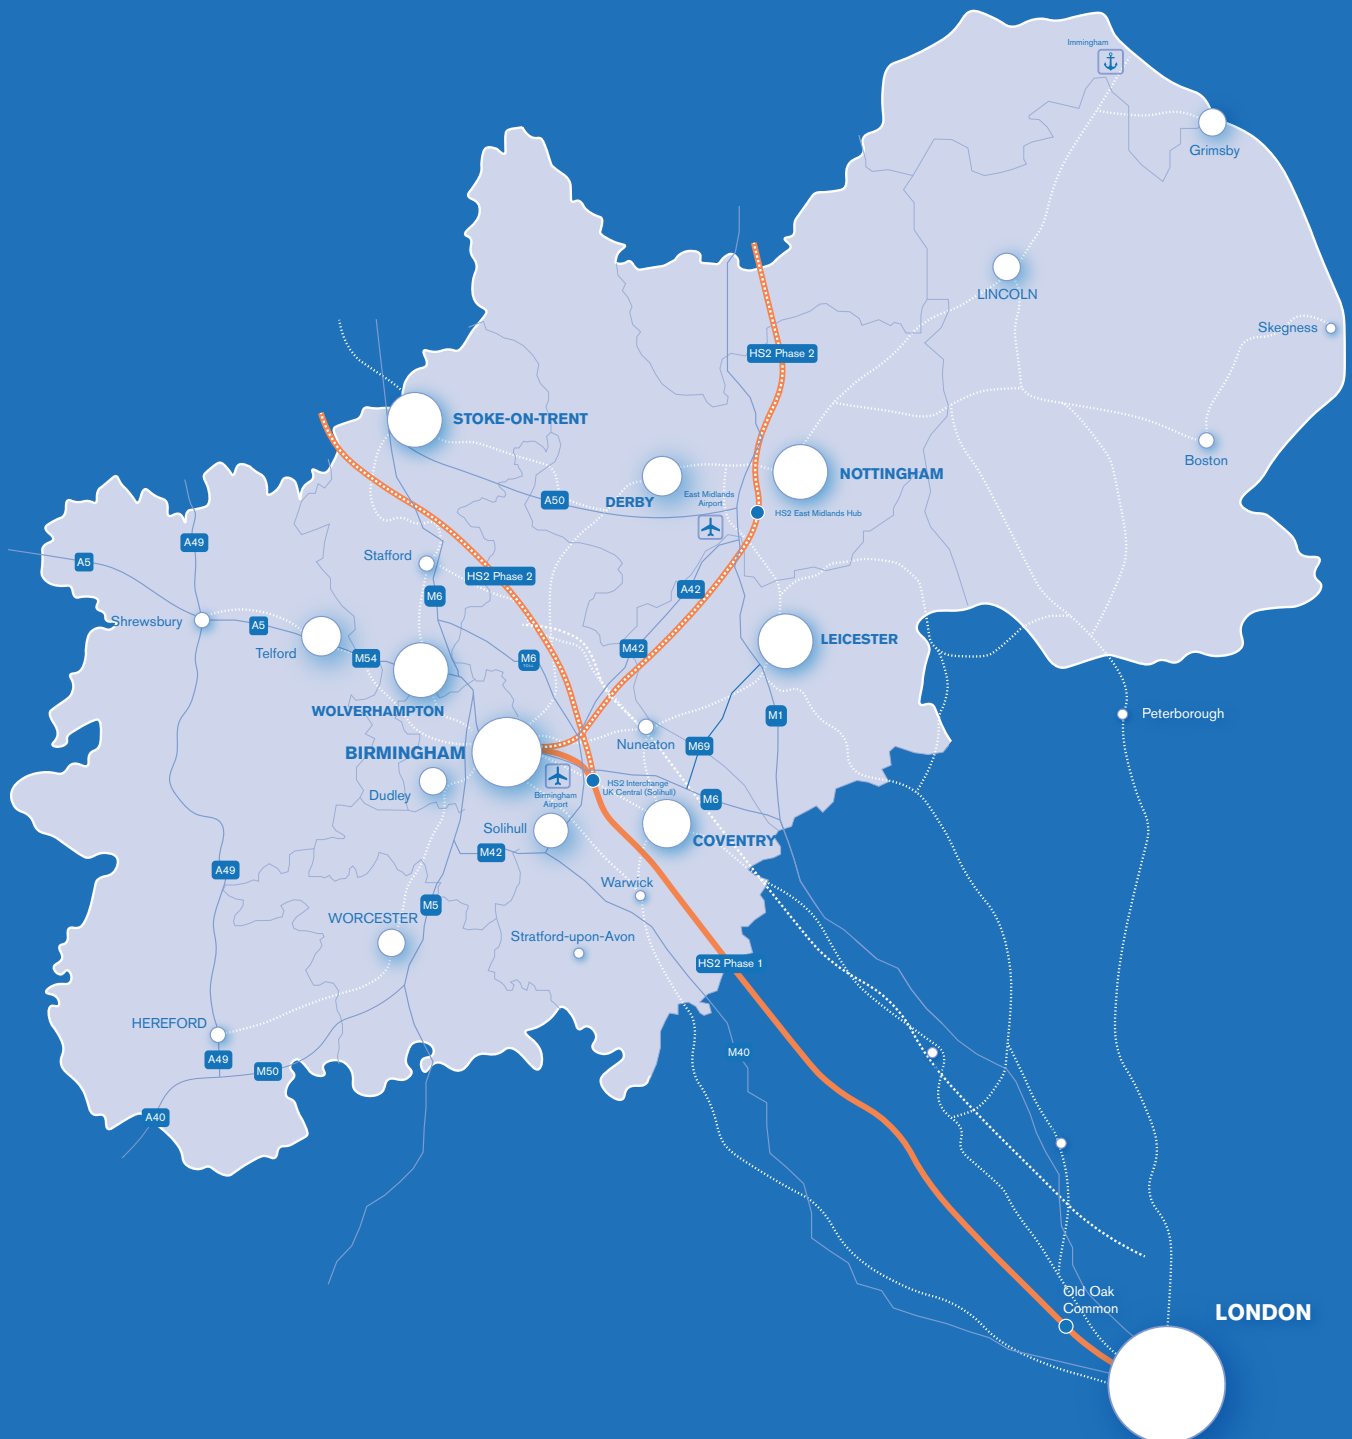 Immingham
Grimsby
LINCOLN
Skegness
HS2 Phase 2
STOKE-ON-TRENT
Boston
NOTTINGHAM
DERBY
East Midlands
Airport
A50
HS2 East Midlands Hub
A49
Stafford
A5
HS2 Phase 2
A42
M6
Shrewsbury
A5
Telford
M54
M6
TOLL
M42
LEICESTER
WOLVERHAMPTON
M1
Peterborough
Nuneaton
M69
BIRMINGHAM
HS2 Interchange
UK Central (Solihull)
Birmingham
Airport
Dudley
M6
Solihull
COVENTRY
M42
A49
Warwick
M5
WORCESTER
Stratford-upon-Avon
HS2 Phase 1
HEREFORD
M40
A49
M50
A40
Old Oak
Common
LONDON